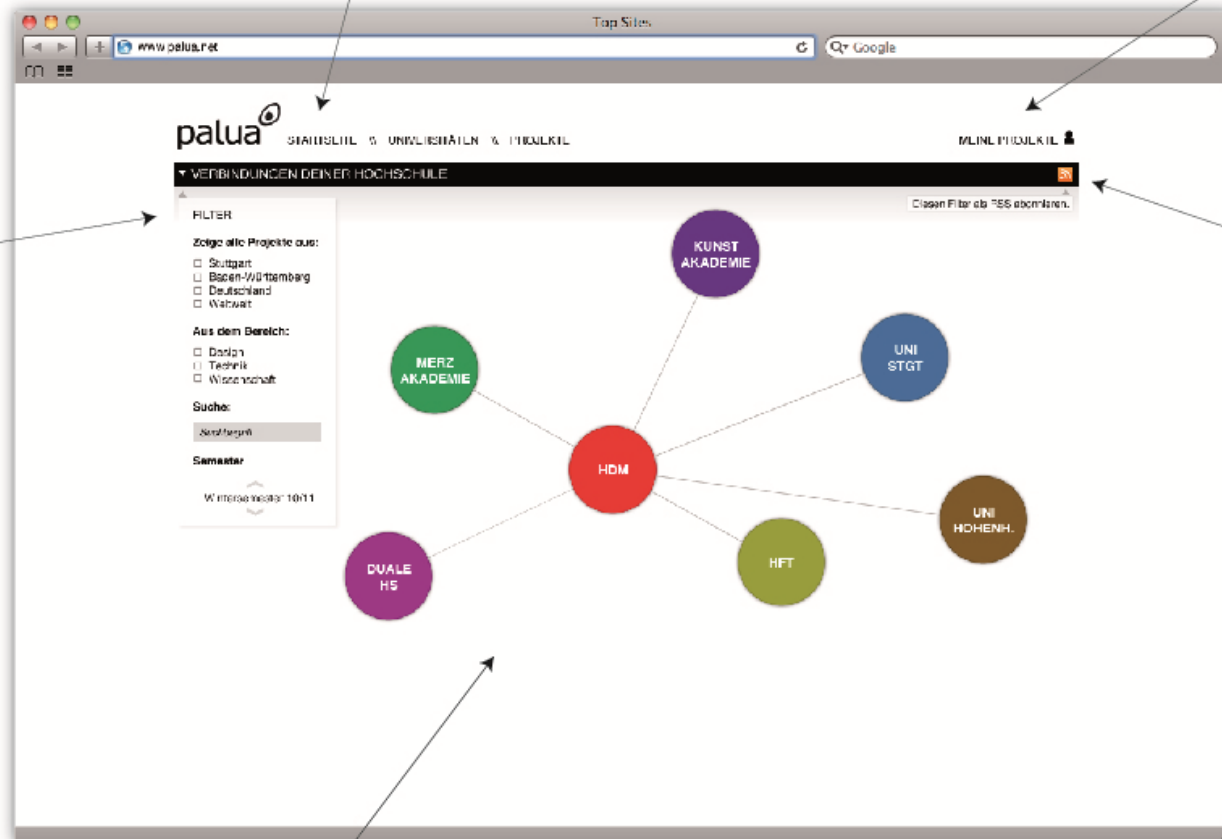 Top Sites
www.palua.net
Google
palua
STARTSEITE \\ UNIVERSITÄTEN \\ PROJEKTE
MEINE PROJEKTE
VERBINDUNGEN DEINER HOCHSCHULE
Diesen Filter als RSS abonnieren.
FILTER
Zeige alle Projekte aus:
Stuttgart
Baden-Württemberg
Deutschland
Weltweit
Aus dem Bereich:
Design
Technik
Wissenschaft
Suche:
Suchbegriff
Semester
Wintersemester 10/11
KUNST
AKADEMIE
UNI
STGT
MERZ
AKADEMIE
HDM
UNI
HOHENH.
HFT
DUALE
HS